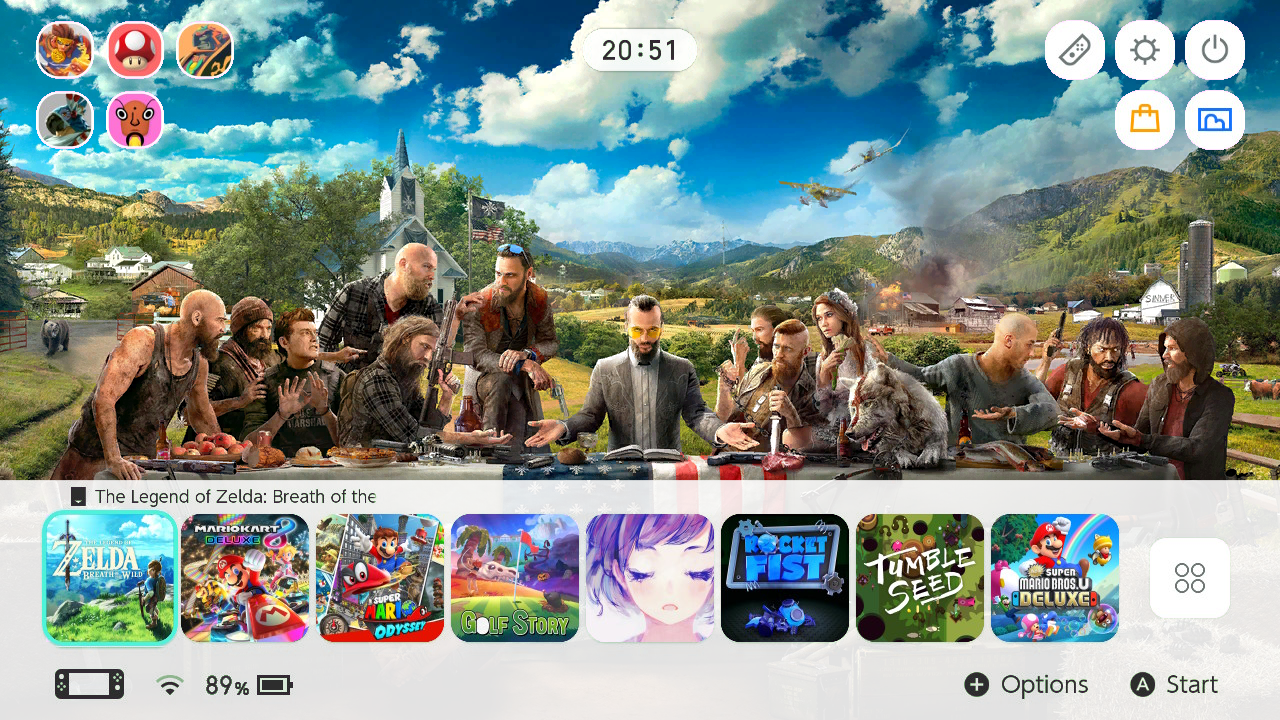 20:51
SINNER
MARSHAL
The Legend of Zelda: Breath of the
THE LEGEND OF
ZELDA
BREATH OF THE WILD
MARIOKART 8
DELUXE
SUPER
MARIO
ODYSSEY
GOLF STORY
ROCKET
FIST
TUMBLE
SEED
SUPER
MARIO BROS. U
DELUXE
89%
+ Options
A Start